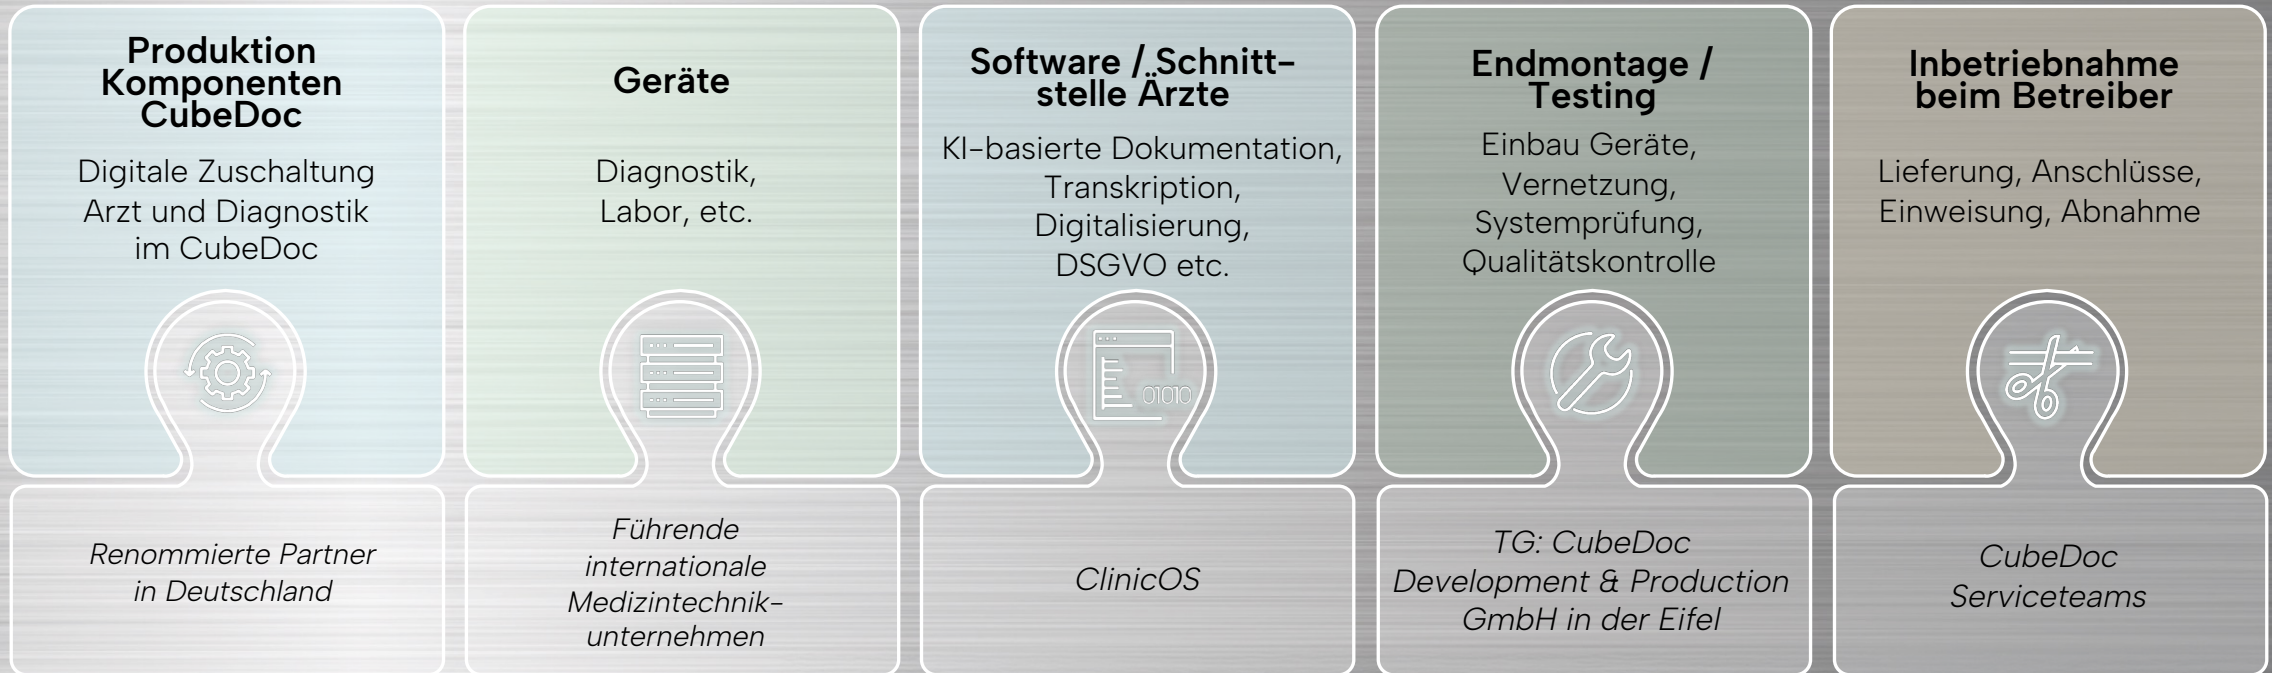 Produktion
Komponenten
CubeDoc
Digitale Zuschaltung
Arzt und Diagnostik
im CubeDoc
Renommierte Partner
in Deutschland
Geräte
Diagnostik,
Labor, etc.
Führende
internationale
Medizintechnik-
unternehmen
Software / Schnitt-
stelle Ärzte
KI-basierte Dokumentation,
Transkription,
Digitalisierung,
DSGVO etc.
01010
ClinicOS
Endmontage /
Testing
Einbau Geräte,
Vernetzung,
Systemprüfung,
Qualitätskontrolle
TG: CubeDoc
Development & Production
GmbH in der Eifel
Inbetriebnahme
beim Betreiber
Lieferung, Anschlüsse,
Einweisung, Abnahme
CubeDoc
Serviceteams